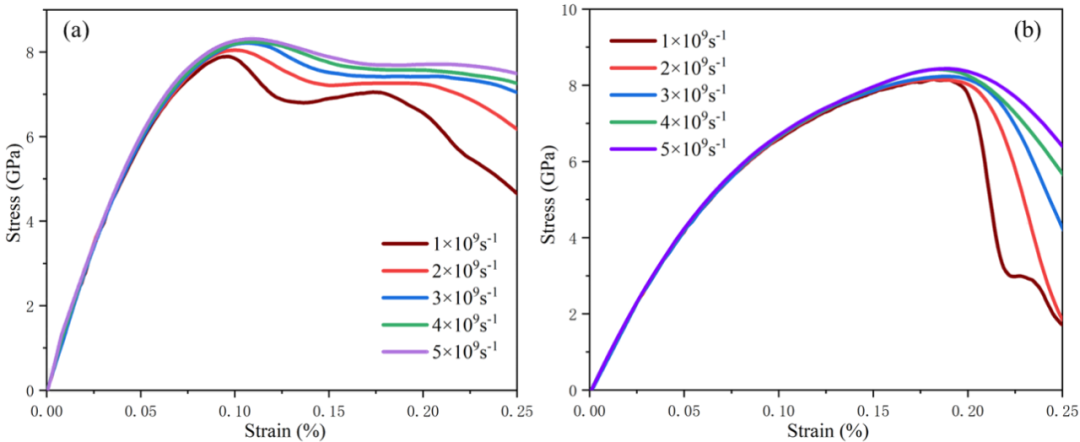 (a)
8
6
4
2
0
Stress (GPa)
0.00
0.05
0.10
0.15
0.20
0.25
Strain (%)
1×10⁹s⁻¹
2×10⁹s⁻¹
3×10⁹s⁻¹
4×10⁹s⁻¹
5×10⁹s⁻¹
(b)
10
8
6
4
2
0
Stress (GPa)
0.00
0.05
0.10
0.15
0.20
0.25
Strain (%)
1×10⁹s⁻¹
2×10⁹s⁻¹
3×10⁹s⁻¹
4×10⁹s⁻¹
5×10⁹s⁻¹